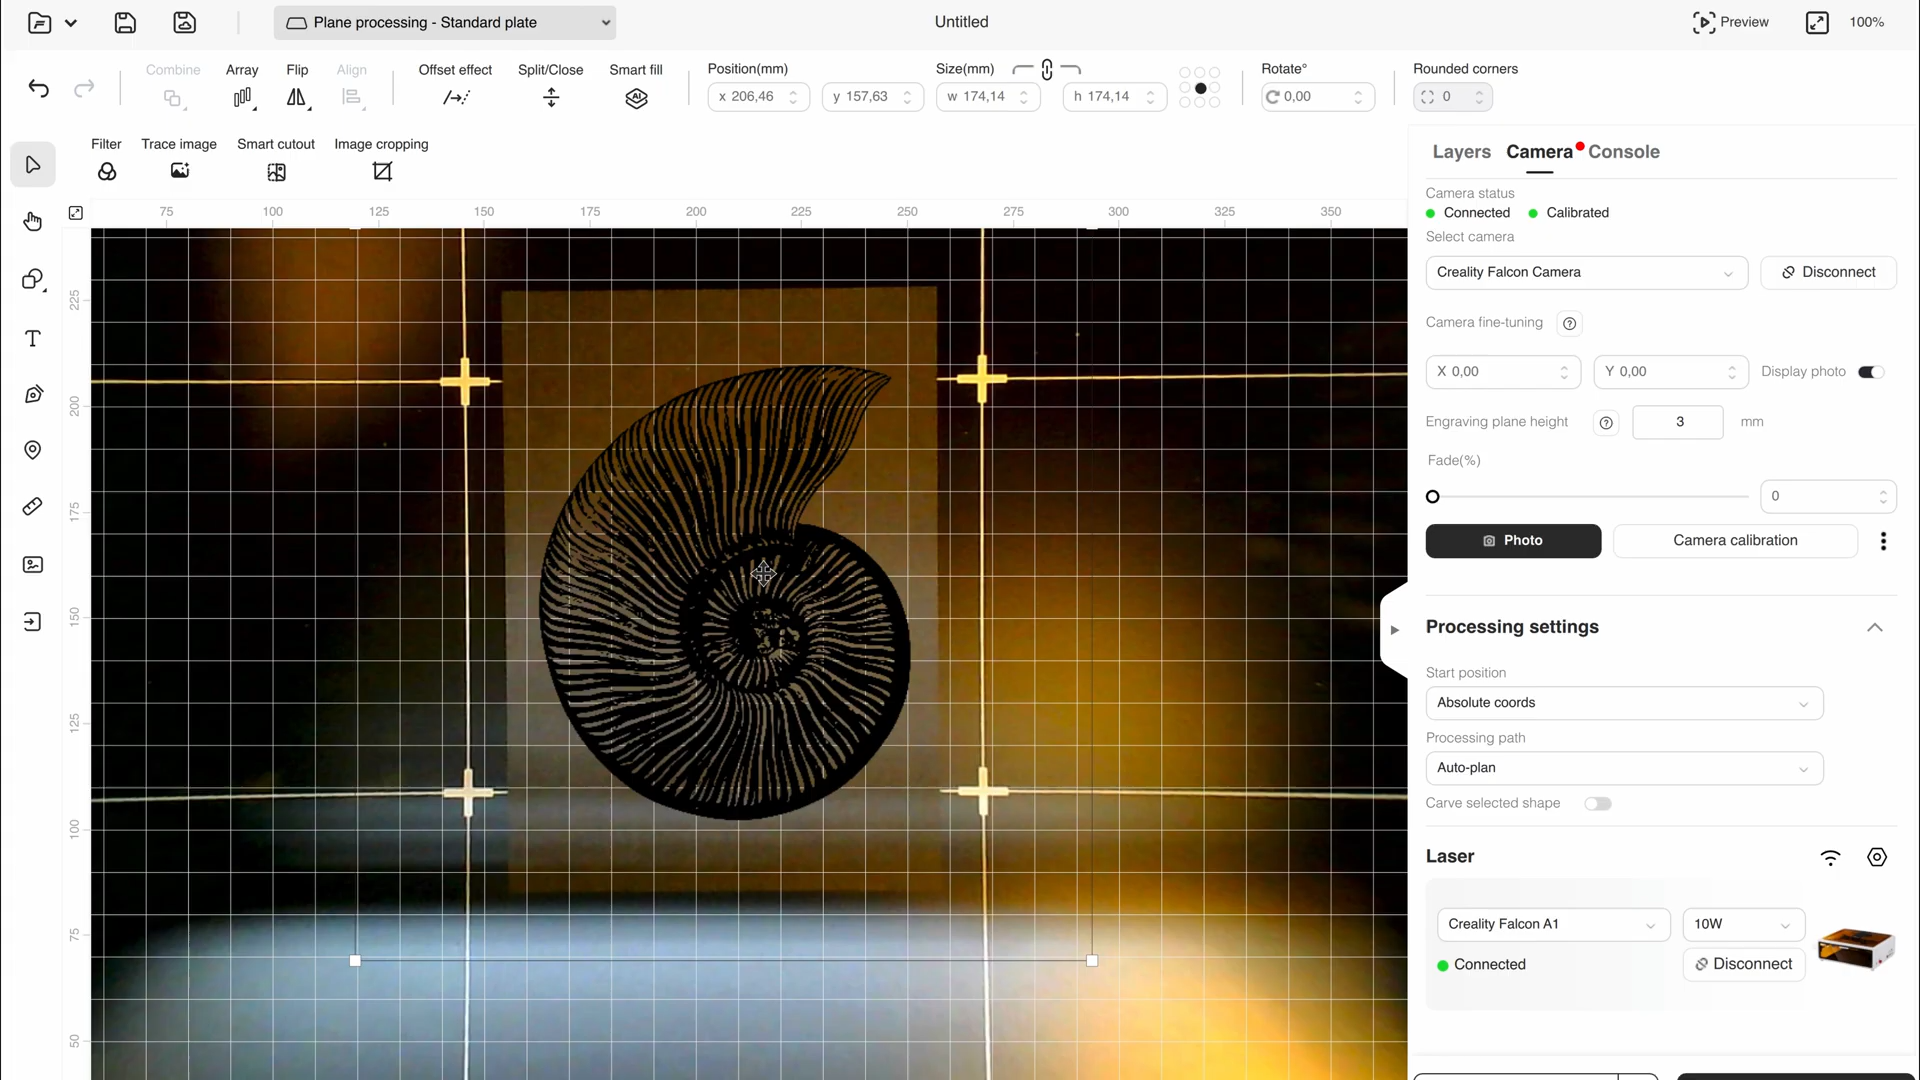 Plane processing - Standard plate
Untitled
Preview
100%
Combine Array Flip Align Offset effect Split/Close Smart fill Position(mm) Size(mm) Rotate° Rounded corners
AI x 206,46 y 157,63 w 174,14 h 174,14 0,00 0
Filter Trace image Smart cutout Image cropping
Layers Camera Console
Camera status
Connected Calibrated
Select camera
Creality Falcon Camera Disconnect
Camera fine-tuning ?
X 0,00 Y 0,00 Display photo
Engraving plane height ? 3 mm
Fade(%)
0
Photo Camera calibration
Processing settings
Start position
Absolute coords
Processing path
Auto-plan
Carve selected shape
Laser
Creality Falcon A1 10W
Connected Disconnect
T
75 100 125 150 175 200 225 250 275 300 325 350
225
200
175
150
125
100
75
50